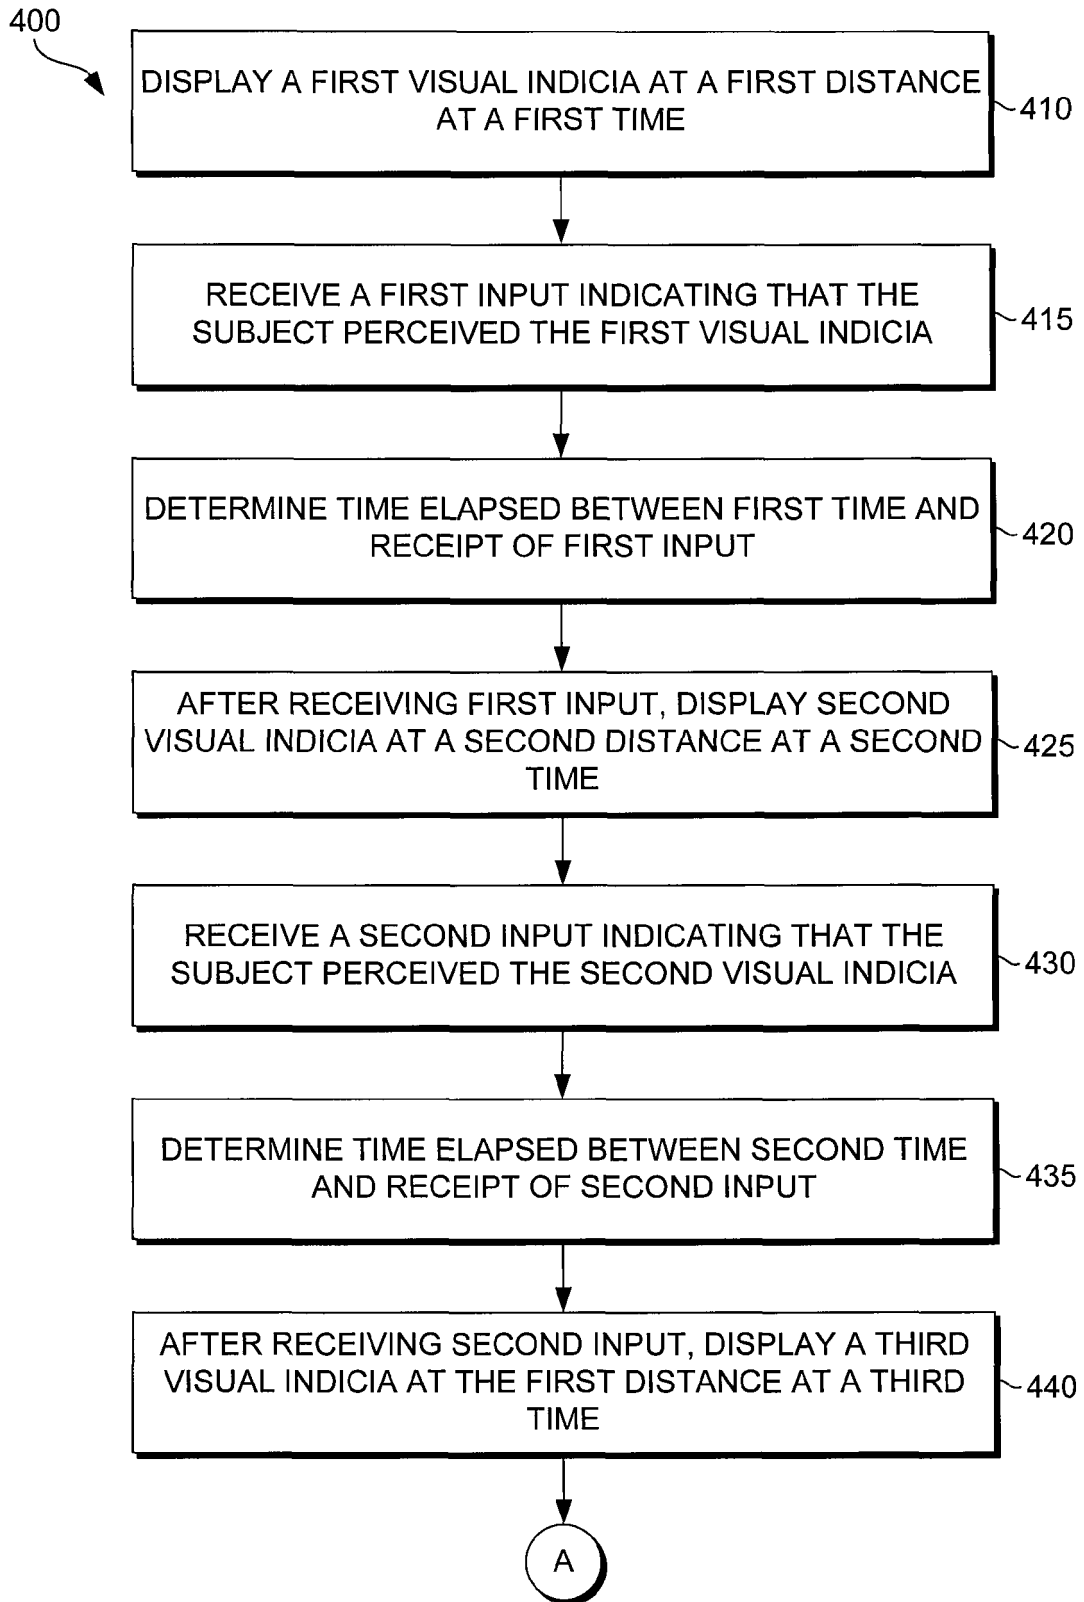 400
DISPLAY A FIRST VISUAL INDICIA AT A FIRST DISTANCE
AT A FIRST TIME
410
RECEIVE A FIRST INPUT INDICATING THAT THE
SUBJECT PERCEIVED THE FIRST VISUAL INDICIA
415
DETERMINE TIME ELAPSED BETWEEN FIRST TIME AND
RECEIPT OF FIRST INPUT
420
AFTER RECEIVING FIRST INPUT, DISPLAY SECOND
VISUAL INDICIA AT A SECOND DISTANCE AT A SECOND
TIME
425
RECEIVE A SECOND INPUT INDICATING THAT THE
SUBJECT PERCEIVED THE SECOND VISUAL INDICIA
430
DETERMINE TIME ELAPSED BETWEEN SECOND TIME
AND RECEIPT OF SECOND INPUT
435
AFTER RECEIVING SECOND INPUT, DISPLAY A THIRD
VISUAL INDICIA AT THE FIRST DISTANCE AT A THIRD
TIME
440
A